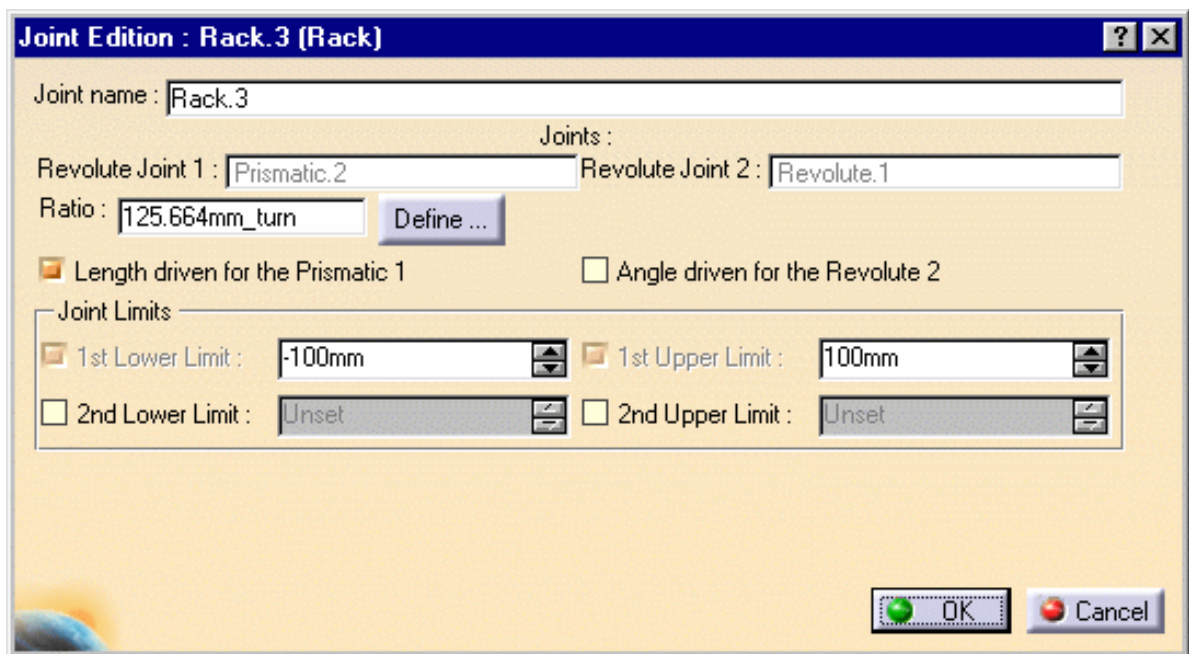 Joint Edition : Rack.3 (Rack)
Joint name : Rack.3
Joints :
Revolute Joint 1 : Prismatic.2 Revolute Joint 2 : Revolute.1
Ratio : 125.664mm_turn Define ...
Length driven for the Prismatic 1 Angle driven for the Revolute 2
Joint Limits
1st Lower Limit : -100mm 1st Upper Limit : 100mm
2nd Lower Limit : Unset 2nd Upper Limit : Unset
OK Cancel